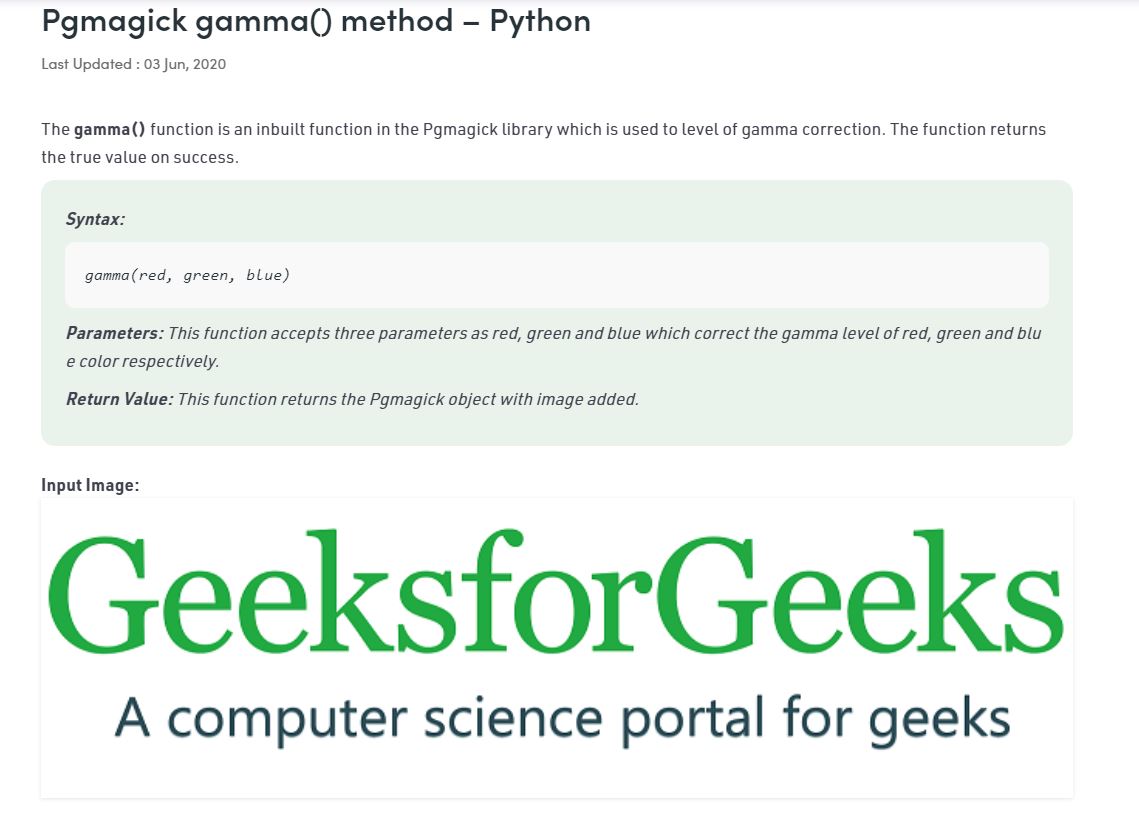 Pgmagick gamma() method – Python
Last Updated : 03 Jun, 2020
The gamma() function is an inbuilt function in the Pgmagick library which is used to level of gamma correction. The function returns
the true value on success.
Syntax:
gamma(red, green, blue)
Parameters: This function accepts three parameters as red, green and blue which correct the gamma level of red, green and blu
e color respectively.
Return Value: This function returns the Pgmagick object with image added.
Input Image:
GeeksforGeeks
A computer science portal for geeks